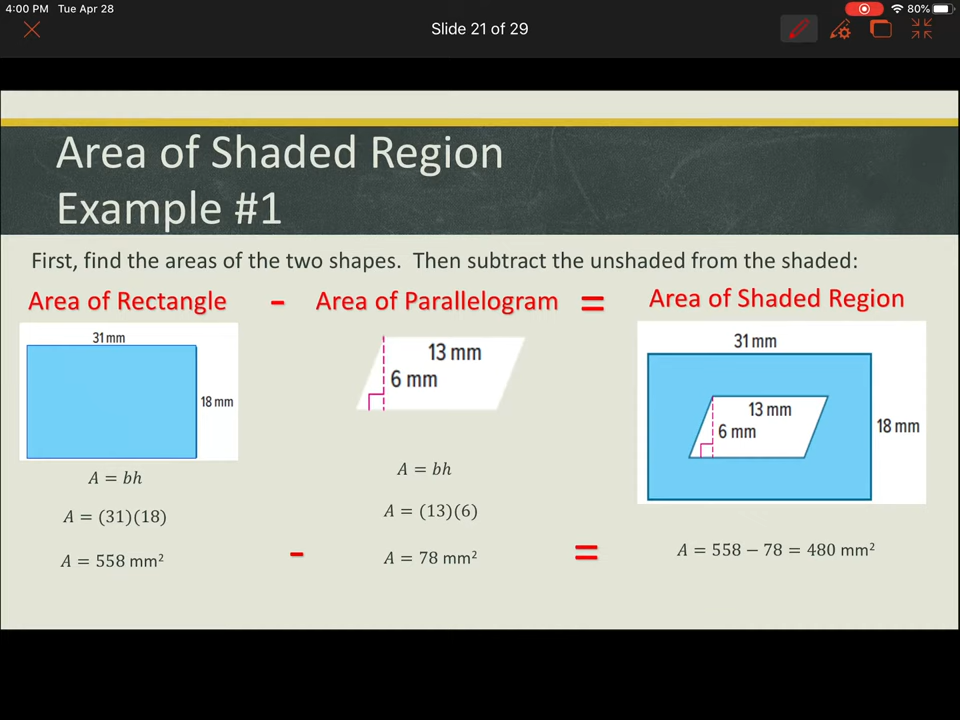 4:00 PM Tue Apr 28
80%
Slide 21 of 29
Area of Shaded Region
Example #1
First, find the areas of the two shapes. Then subtract the unshaded from the shaded:
Area of Rectangle - Area of Parallelogram = Area of Shaded Region
31 mm
18 mm
A = bh
A = (31)(18)
A = 558 mm²
-
13 mm
6 mm
A = bh
A = (13)(6)
A = 78 mm²
=
31 mm
13 mm
6 mm
18 mm
A = 558 − 78 = 480 mm²